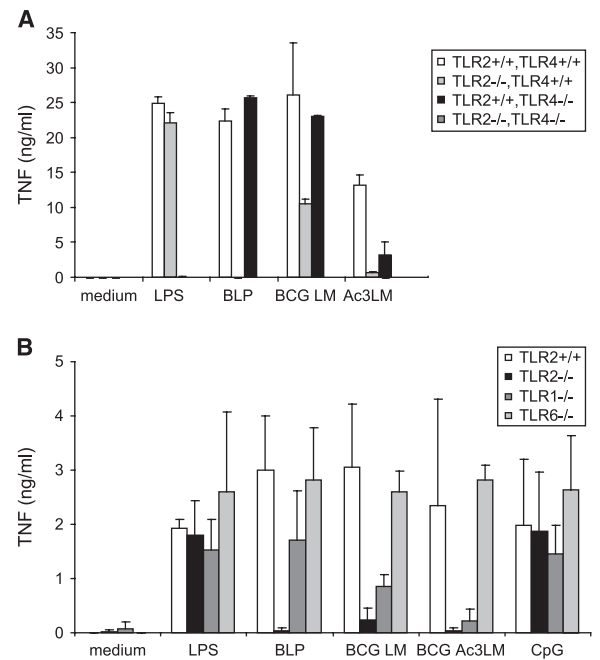 A
35
30
25
20
15
10
5
0
TNF (ng/ml)
medium LPS BLP BCG LM Ac3LM
TLR2+/+,TLR4+/+
TLR2-/-,TLR4+/+
TLR2+/+,TLR4-/-
TLR2-/-,TLR4-/-
B
5
4
3
2
1
0
TNF (ng/ml)
medium LPS BLP BCG LM BCG Ac3LM CpG
TLR2+/+
TLR2-/-
TLR1-/-
TLR6-/-